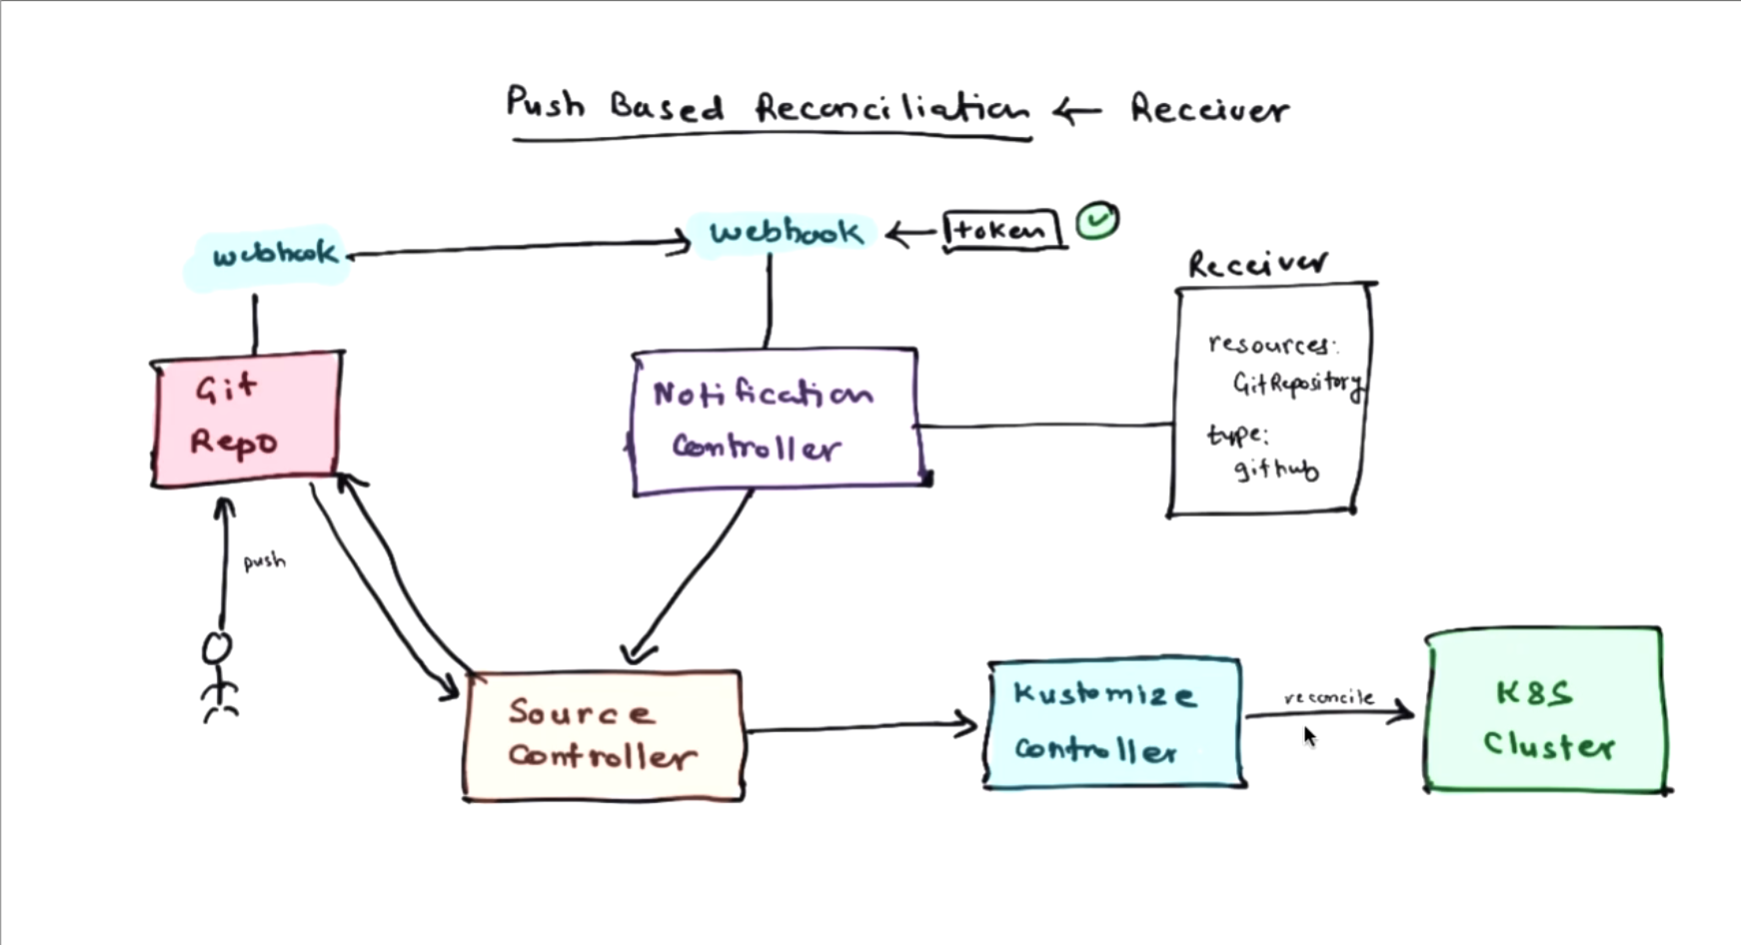 Push Based Reconciliation ← Receiver
webhook
webhook
token
Receiver
resources:
GitRepository
type:
github
Git
Repo
Notification
Controller
push
Source
Controller
Kustomize
Controller
reconcile
K8S
Cluster